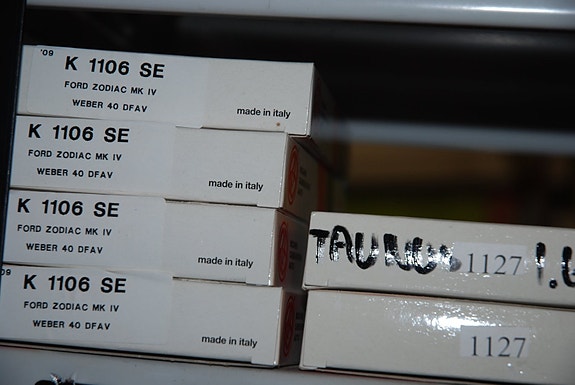 '09
K 1106 SE
FORD ZODIAC MK IV
WEBER 40 DFAV
made in italy
K 1106 SE
FORD ZODIAC MK IV
WEBER 40 DFAV
made in italy
K 1106 SE
FORD ZODIAC MK IV
WEBER 40 DFAV
made in italy
09
K 1106 SE
FORD ZODIAC MK IV
WEBER 40 DFAV
made in italy
1127
1127